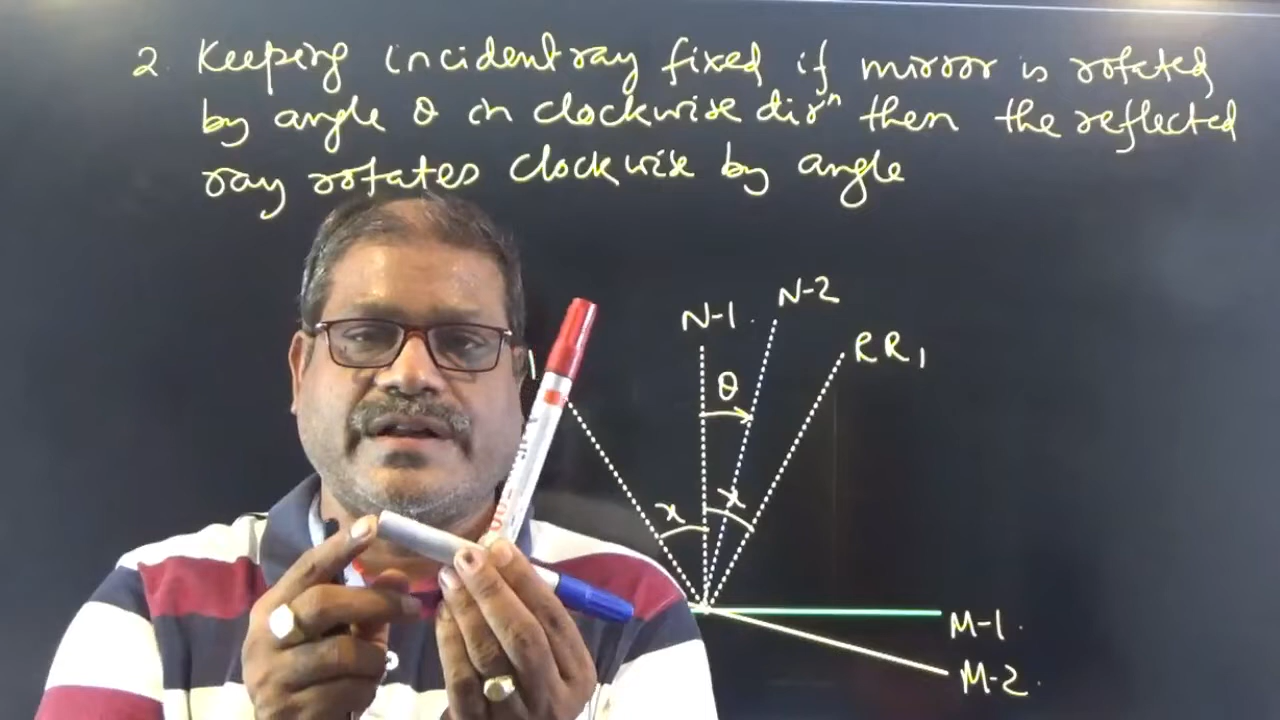 2. Keeping incident ray fixed if mirror is rotated
by angle θ in clockwise dirⁿ then the reflected
ray rotates clockwise by angle
N-1
N-2
RR1
θ
x
x
M-1
M-2